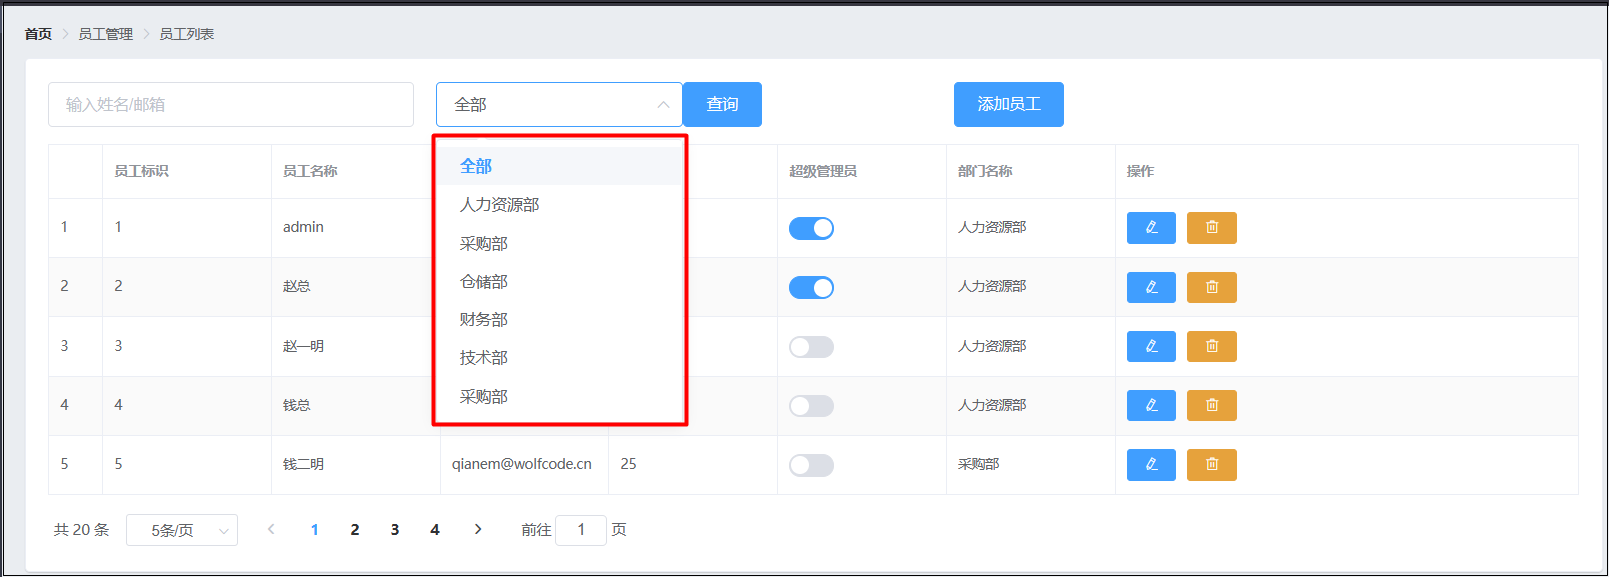 首页 > 员工管理 > 员工列表
输入姓名/邮箱 全部 查询 添加员工
员工标识 员工名称 超级管理员 部门名称 操作
全部
人力资源部
采购部
仓储部
财务部
技术部
采购部
1 1 admin 人力资源部
2 2 赵总 人力资源部
3 3 赵一明 人力资源部
4 4 钱总 人力资源部
5 5 钱二明 qianem@wolfcode.cn 25 采购部
共 20 条 5条/页 < 1 2 3 4 > 前往 1 页